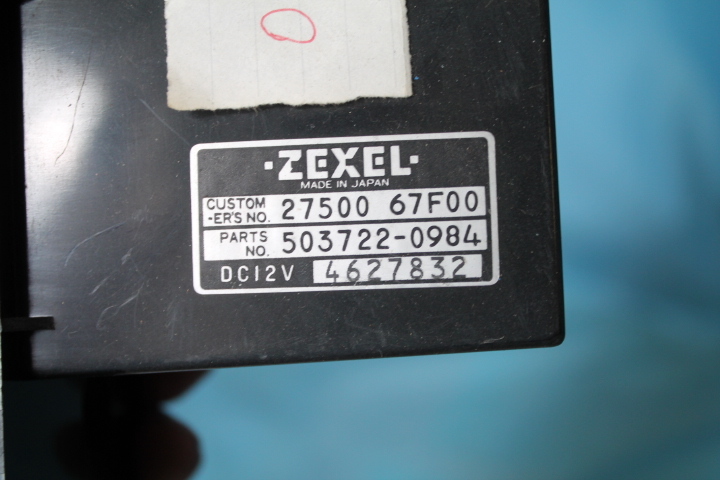 ·ZEXEL·
MADE IN JAPAN
CUSTOM
-ER'S NO. 27500 67F00
PARTS
NO. 503722-0984
DC12V 4627832